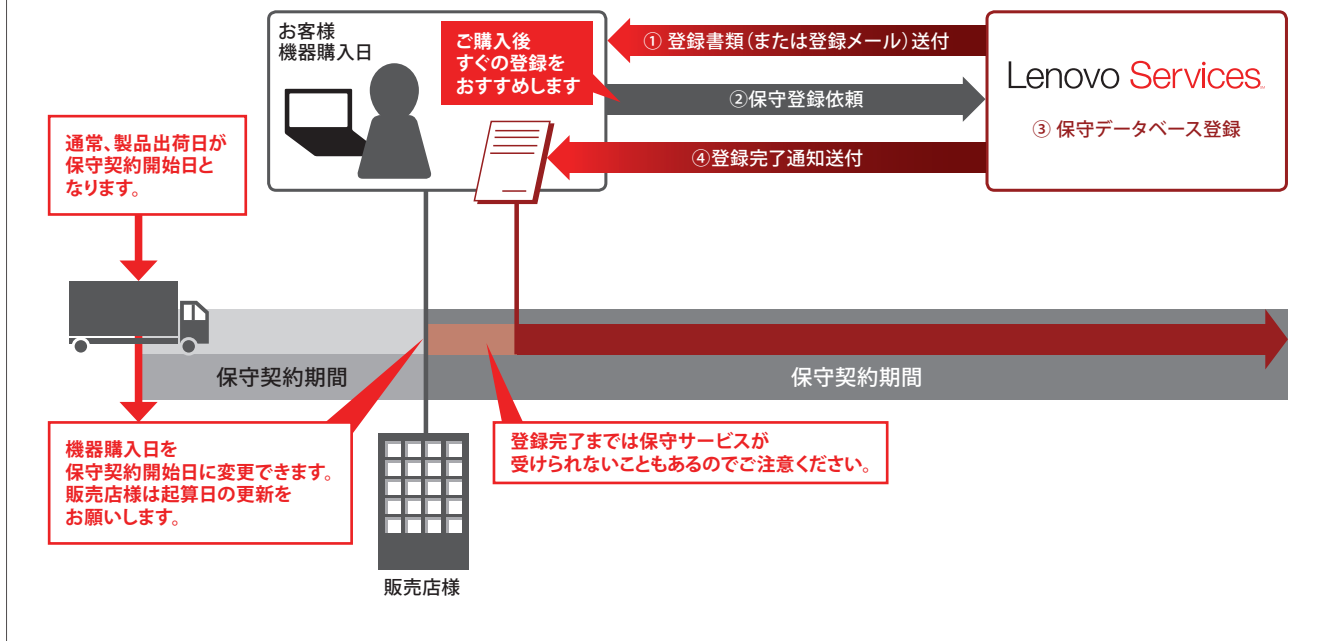 お客様
機器購入日
ご購入後
すぐの登録を
おすすめします
① 登録書類(または登録メール)送付
②保守登録依頼
④登録完了通知送付
Lenovo Services
③ 保守データベース登録
通常、製品出荷日が
保守契約開始日と
なります。
保守契約期間
保守契約期間
機器購入日を
保守契約開始日に変更できます。
販売店様は起算日の更新を
お願いします。
登録完了までは保守サービスが
受けられないこともあるのでご注意ください。
販売店様